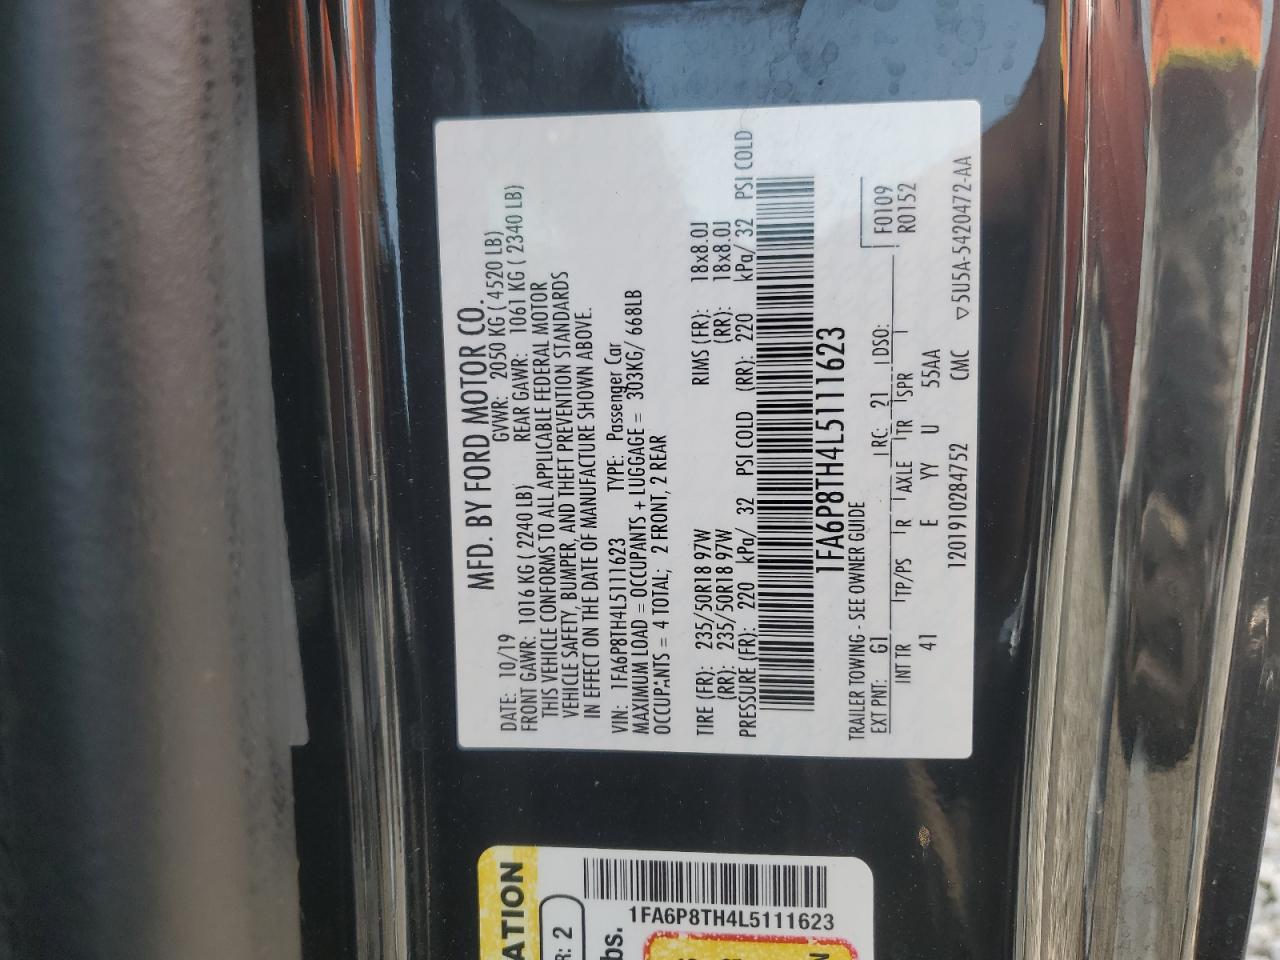 MFD. BY FORD MOTOR CO.
DATE: 10/19 GVWR: 2050 KG ( 4520 LB)
FRONT GAWR: 1016 KG ( 2240 LB) REAR GAWR: 1061 KG ( 2340 LB)
THIS VEHICLE CONFORMS TO ALL APPLICABLE FEDERAL MOTOR
VEHICLE SAFETY, BUMPER, AND THEFT PREVENTION STANDARDS
IN EFFECT ON THE DATE OF MANUFACTURE SHOWN ABOVE.
VIN: 1FA6P8TH4L5111623 TYPE: Passenger Car
MAXIMUM LOAD = OCCUPANTS + LUGGAGE = 303KG/ 668LB
OCCUPANTS = 4 TOTAL; 2 FRONT, 2 REAR
TIRE (FR): 235/50R18 97W RIMS (FR): 18x8.0J
(RR): 235/50R18 97W (RR): 18x8.0J
PRESSURE (FR): 220 kPa/ 32 PSI COLD (RR): 220 kPa/ 32 PSI COLD
1FA6P8TH4L5111623
TRAILER TOWING - SEE OWNER GUIDE
F0109
EXT PNT: G1 RC: 21 DSO:
R0152
INT TR TP/PS R AXLE TR SPR
41 E YY U 55AA
1201910284752 CMC ▽5U5A-5420472-AA
ATION
R: 2
1FA6P8TH4L5111623
bs.